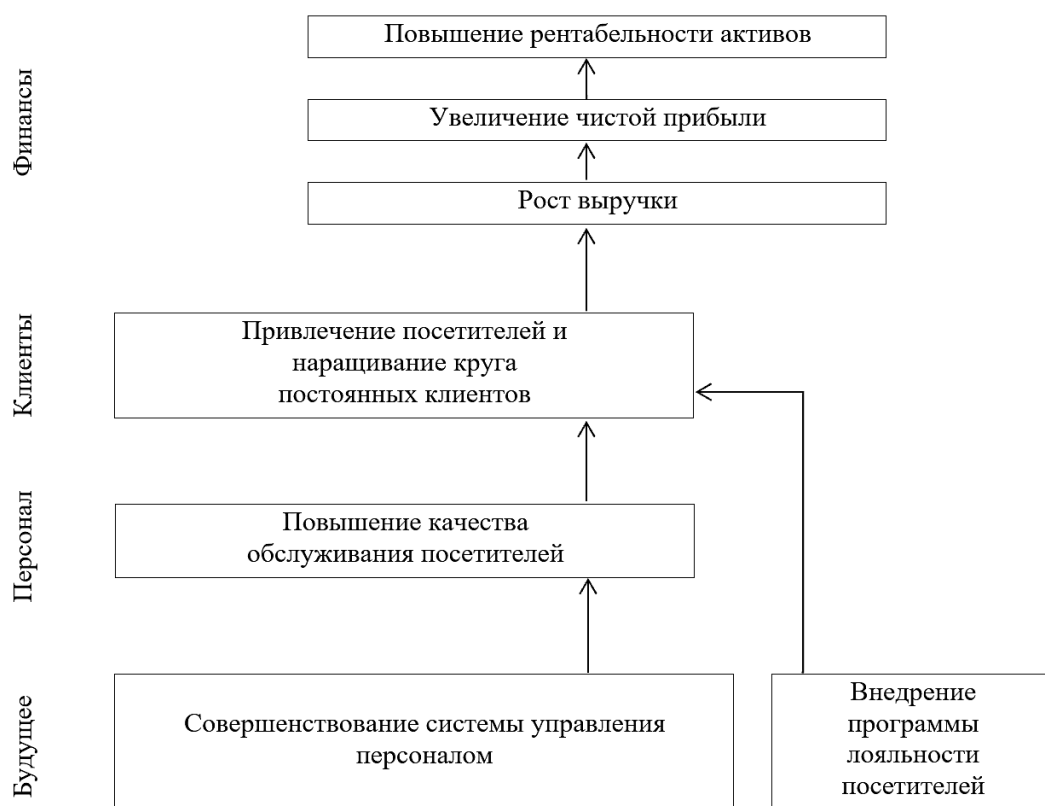 Финансы
Повышение рентабельности активов
Увеличение чистой прибыли
Рост выручки
Клиенты
Привлечение посетителей и
наращивание круга
постоянных клиентов
Персонал
Повышение качества
обслуживания посетителей
Будущее
Совершенствование системы управления
персоналом
Внедрение
программы
лояльности
посетителей